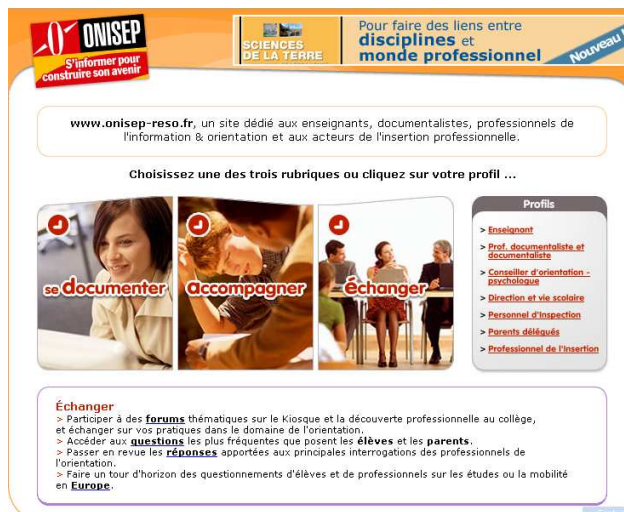 ONISEP
S'informer pour
construire son avenir
SCIENCES
DE LA TERRE
Pour faire des liens entre
disciplines et
monde professionnel
Nouveau !
www.onisep-reso.fr, un site dédié aux enseignants, documentalistes, professionnels de
l'information & orientation et aux acteurs de l'insertion professionnelle.
Choisissez une des trois rubriques ou cliquez sur votre profil ...
se documenter
accompagner
échanger
Profils
> Enseignant
> Prof. documentaliste et
documentaliste
> Conseiller d'orientation -
psychologue
> Direction et vie scolaire
> Personnel d'Inspection
> Parents délégués
> Professionnel de l'Insertion
Échanger
> Participer à des forums thématiques sur le Kiosque et la découverte professionnelle au collège,
et échanger sur vos pratiques dans le domaine de l'orientation.
> Accéder aux questions les plus fréquentes que posent les élèves et les parents.
> Passer en revue les réponses apportées aux principales interrogations des professionnels de
l'orientation.
> Faire un tour d'horizon des questionnements d'élèves et de professionnels sur les études ou la mobilité
en Europe.